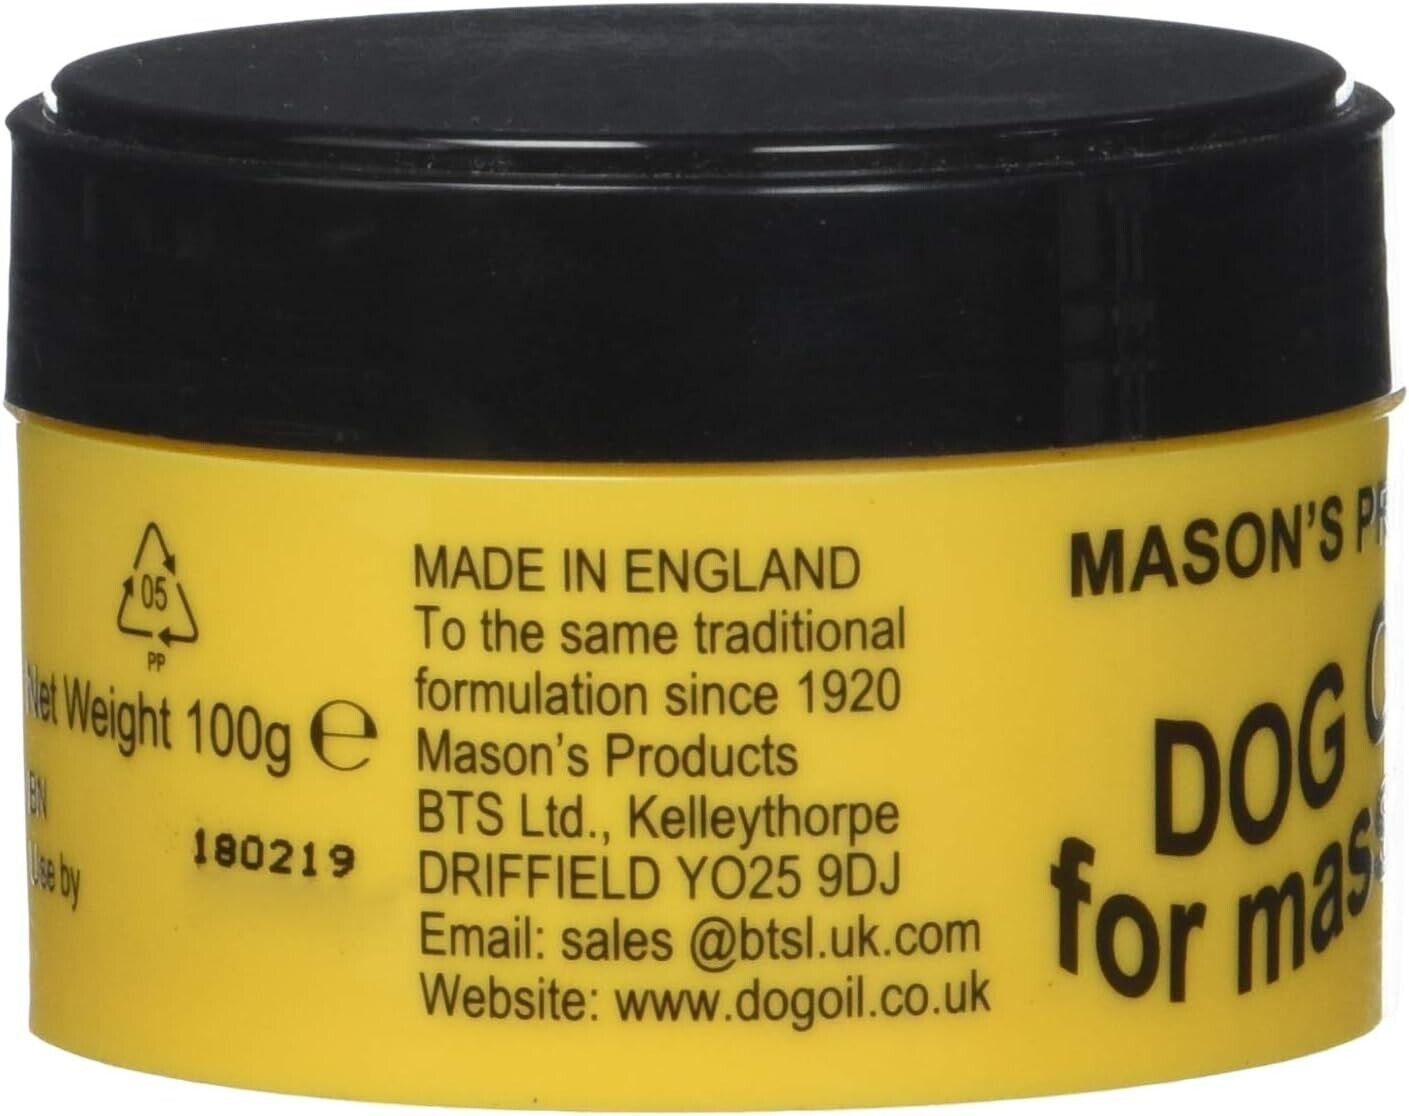 05
PP
Net Weight 100g ℮
BN
180219
Use by
MADE IN ENGLAND
To the same traditional
formulation since 1920
Mason's Products
BTS Ltd., Kelleythorpe
DRIFFIELD YO25 9DJ
Email: sales @btsl.uk.com
Website: www.dogoil.co.uk
MASON'S
DOG
for